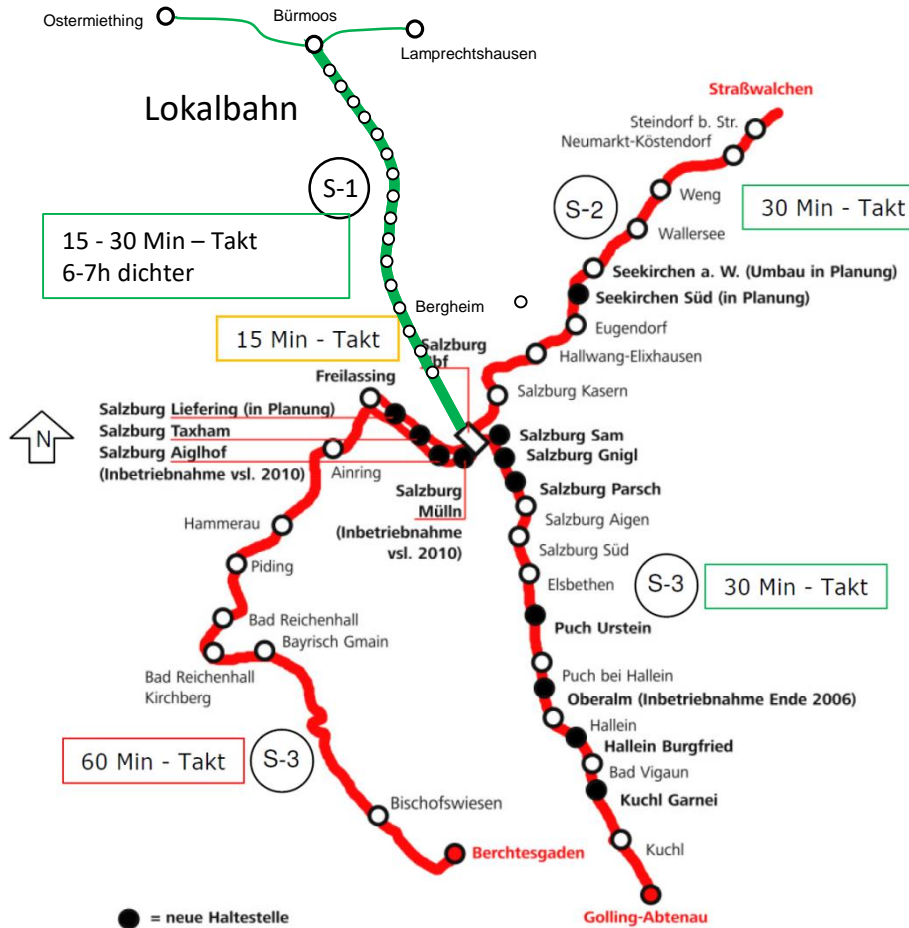 Ostermiething
Bürmoos
Lamprechtshausen
Lokalbahn
Straßwalchen
Steindorf b. Str.
Neumarkt-Köstendorf
S-1
S-2
Weng
30 Min - Takt
15 - 30 Min – Takt
6-7h dichter
Wallersee
Seekirchen a. W. (Umbau in Planung)
Seekirchen Süd (in Planung)
Bergheim
Eugendorf
15 Min - Takt
Salzburg
Hbf
Hallwang-Elixhausen
Freilassing
Salzburg Kasern
Salzburg Liefering (in Planung)
Salzburg Taxham
Salzburg Aiglhof
(Inbetriebnahme vsl. 2010)
N
Salzburg Sam
Salzburg Gnigl
Ainring
Salzburg
Mülln
(Inbetriebnahme
vsl. 2010)
Salzburg Parsch
Salzburg Aigen
Hammerau
Salzburg Süd
Piding
Elsbethen
S-3
30 Min - Takt
Bad Reichenhall
Puch Urstein
Bayrisch Gmain
Bad Reichenhall
Kirchberg
Puch bei Hallein
Oberalm (Inbetriebnahme Ende 2006)
Hallein
Hallein Burgfried
60 Min - Takt
S-3
Bad Vigaun
Kuchl Garnei
Bischofswiesen
Kuchl
Berchtesgaden
= neue Haltestelle
Golling-Abtenau